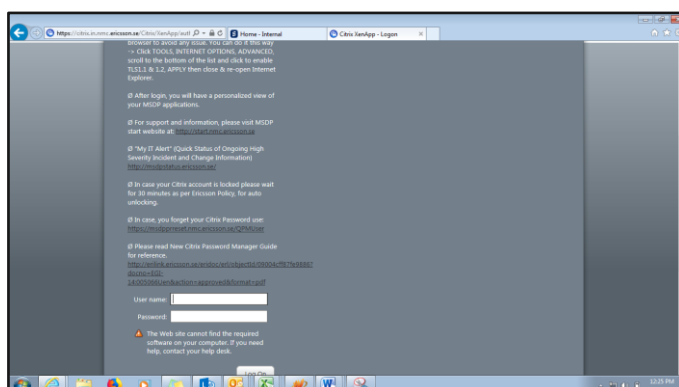 https://citrix.in.nmc.ericsson.se/Citrix/XenApp/aut
Home - Internal
Citrix XenApp - Logon
browser to avoid any issue. You can do it this way
-> Click TOOLS, INTERNET OPTIONS, ADVANCED,
scroll to the bottom of the list and click to enable
TLS1.1 & 1.2, APPLY then close & re-open Internet
Explorer.
Ø After login, you will have a personalized view of
your MSDP applications.
Ø For support and information, please visit MSDP
start website at: http://start.nmc.ericsson.se
Ø "My IT Alert" (Quick Status of Ongoing High
Severity Incident and Change Information)
http://msdpstatus.ericsson.se/
Ø In case your Citrix account is locked please wait
for 30 minutes as per Ericsson Policy, for auto
unlocking.
Ø In case, you forget your Citrix Password use:
Ø Please read New Citrix Password Manager Guide
for reference.
User name:
Password:
The Web site cannot find the required
software on your computer. If you need
help, contact your help desk.
Log On
12:25 PM